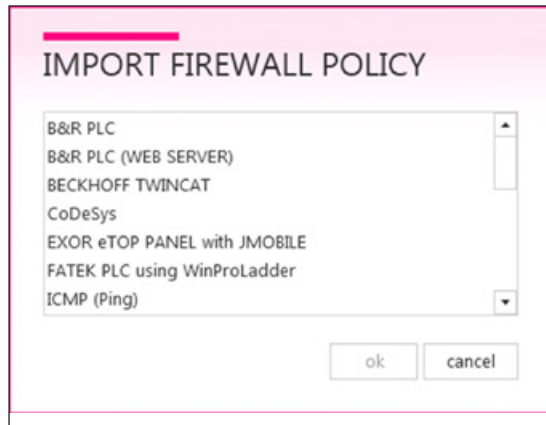 IMPORT FIREWALL POLICY
B&R PLC
B&R PLC (WEB SERVER)
BECKHOFF TWINCAT
CoDeSys
EXOR eTOP PANEL with JMOBILE
FATEK PLC using WinProLadder
ICMP (Ping)
ok cancel